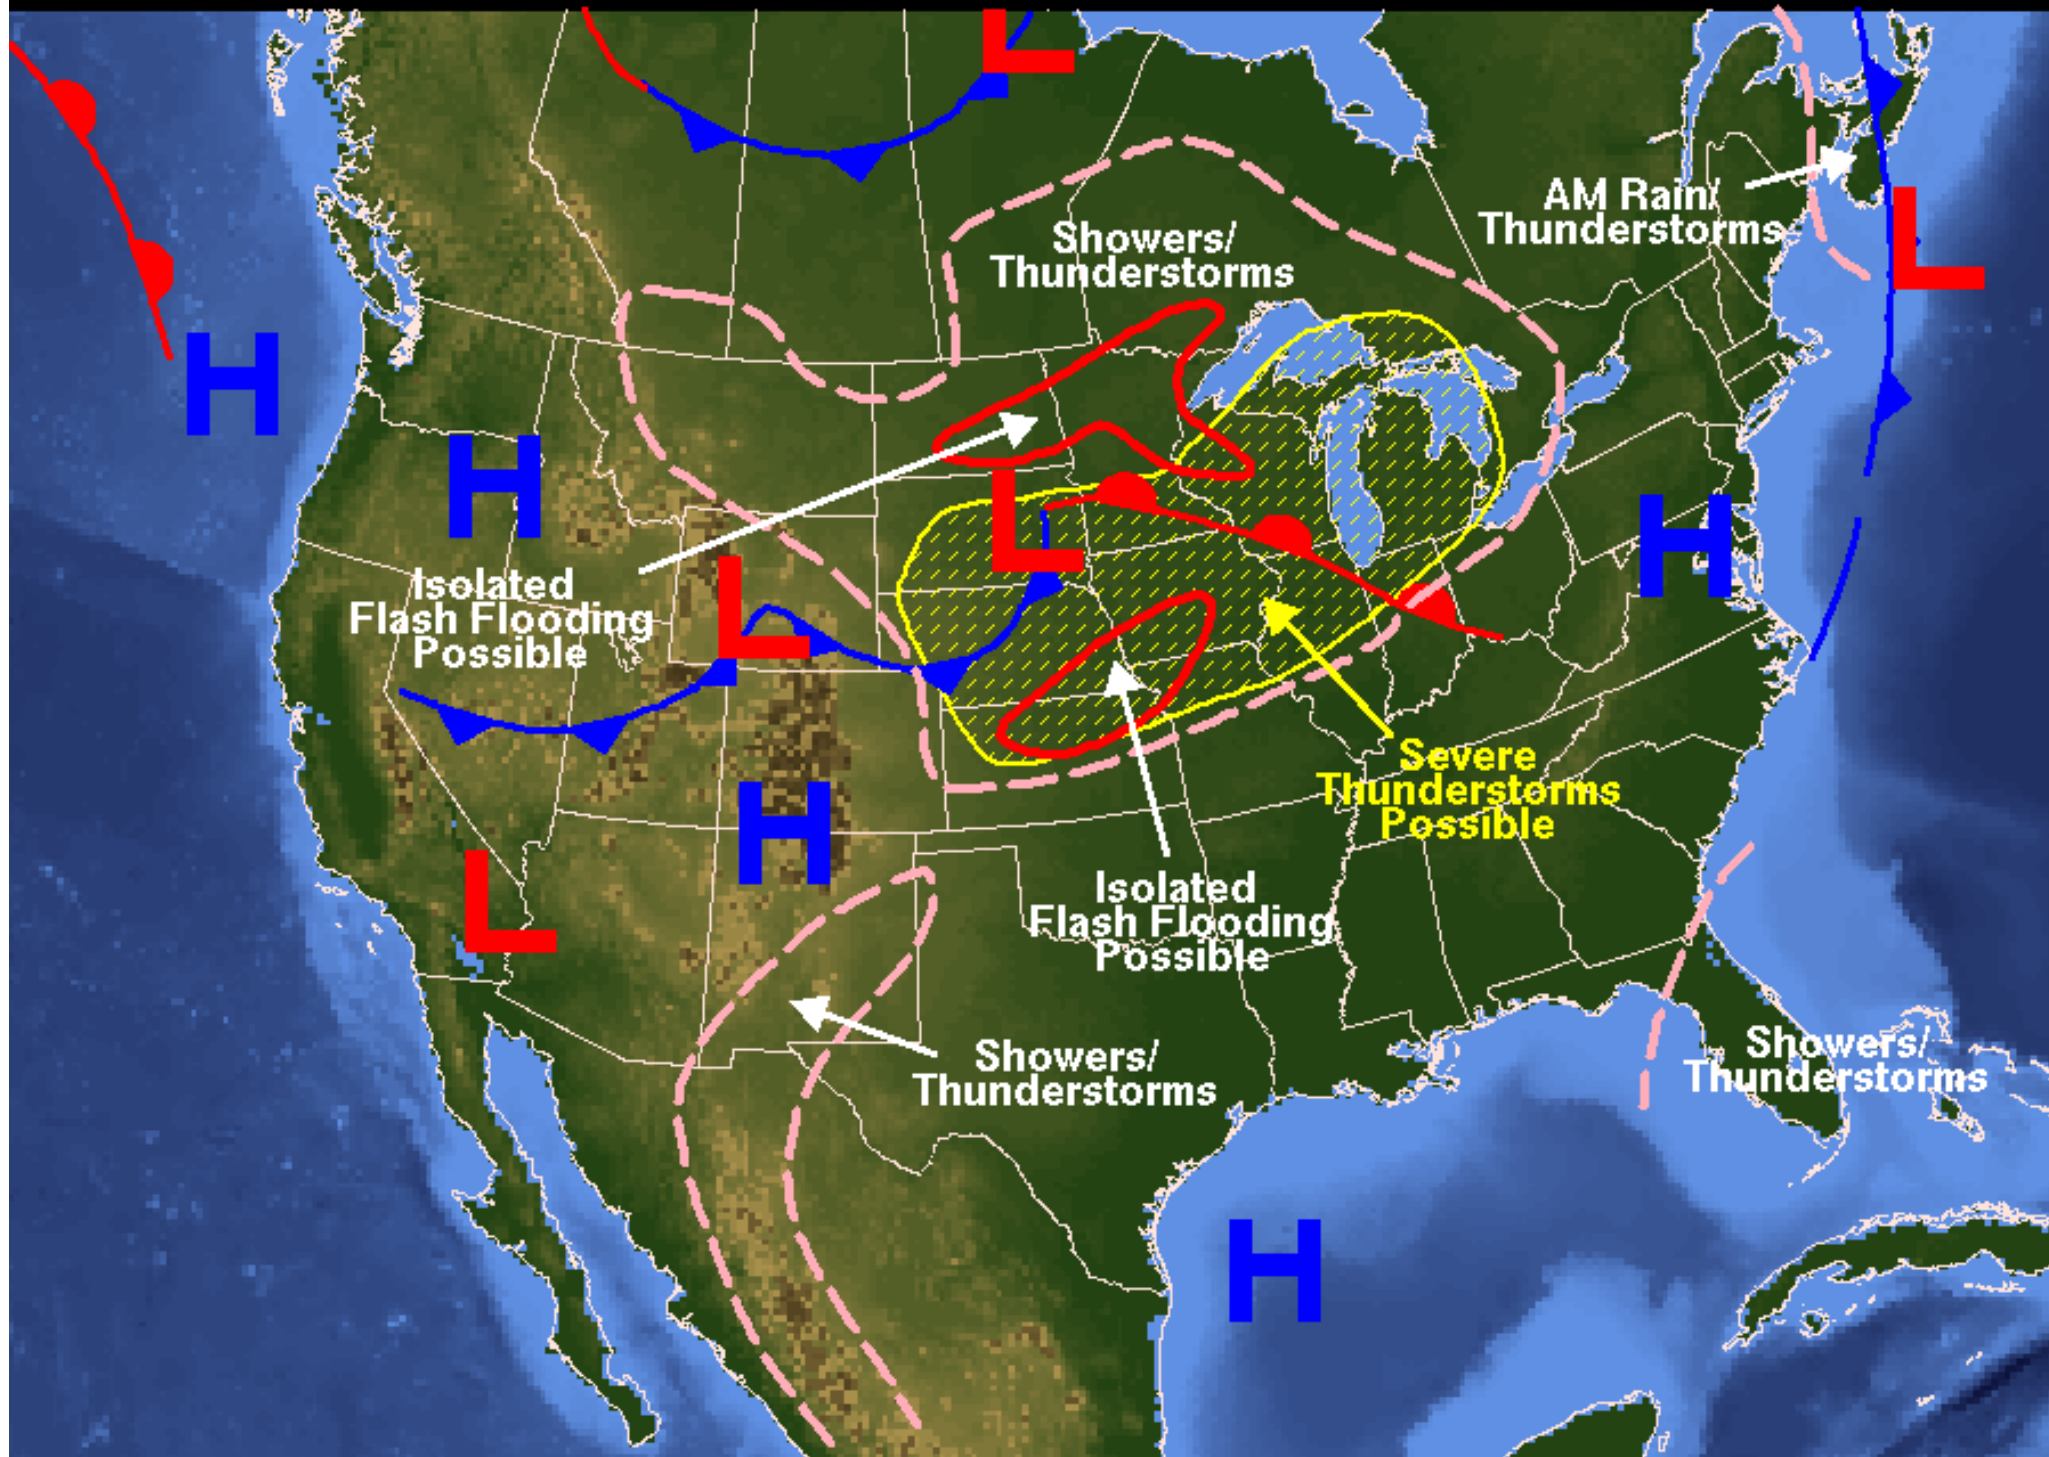 L
AM Rain/
Thunderstorms
Showers/
Thunderstorms
L
H
H
L
H
L
Isolated
Flash Flooding
Possible
Severe
Thunderstorms
Possible
H
L
Isolated
Flash Flooding
Possible
Showers/
Thunderstorms
Showers/
Thunderstorms
H